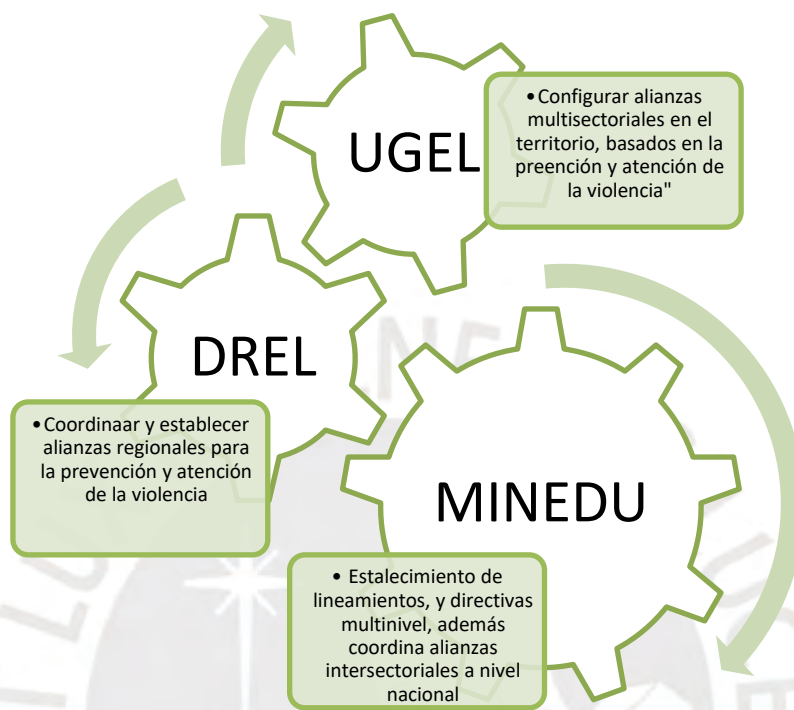 UGEL
•Configurar alianzas
multisectoriales en el
territorio, basados en la
preención y atención de
la violencia"
DREL
•Coordinaar y establecer
alianzas regionales para
la prevención y atención
de la violencia
MINEDU
• Estalecimiento de
lineamientos, y directivas
multinivel, además
coordina alianzas
intersectoriales a nivel
nacional